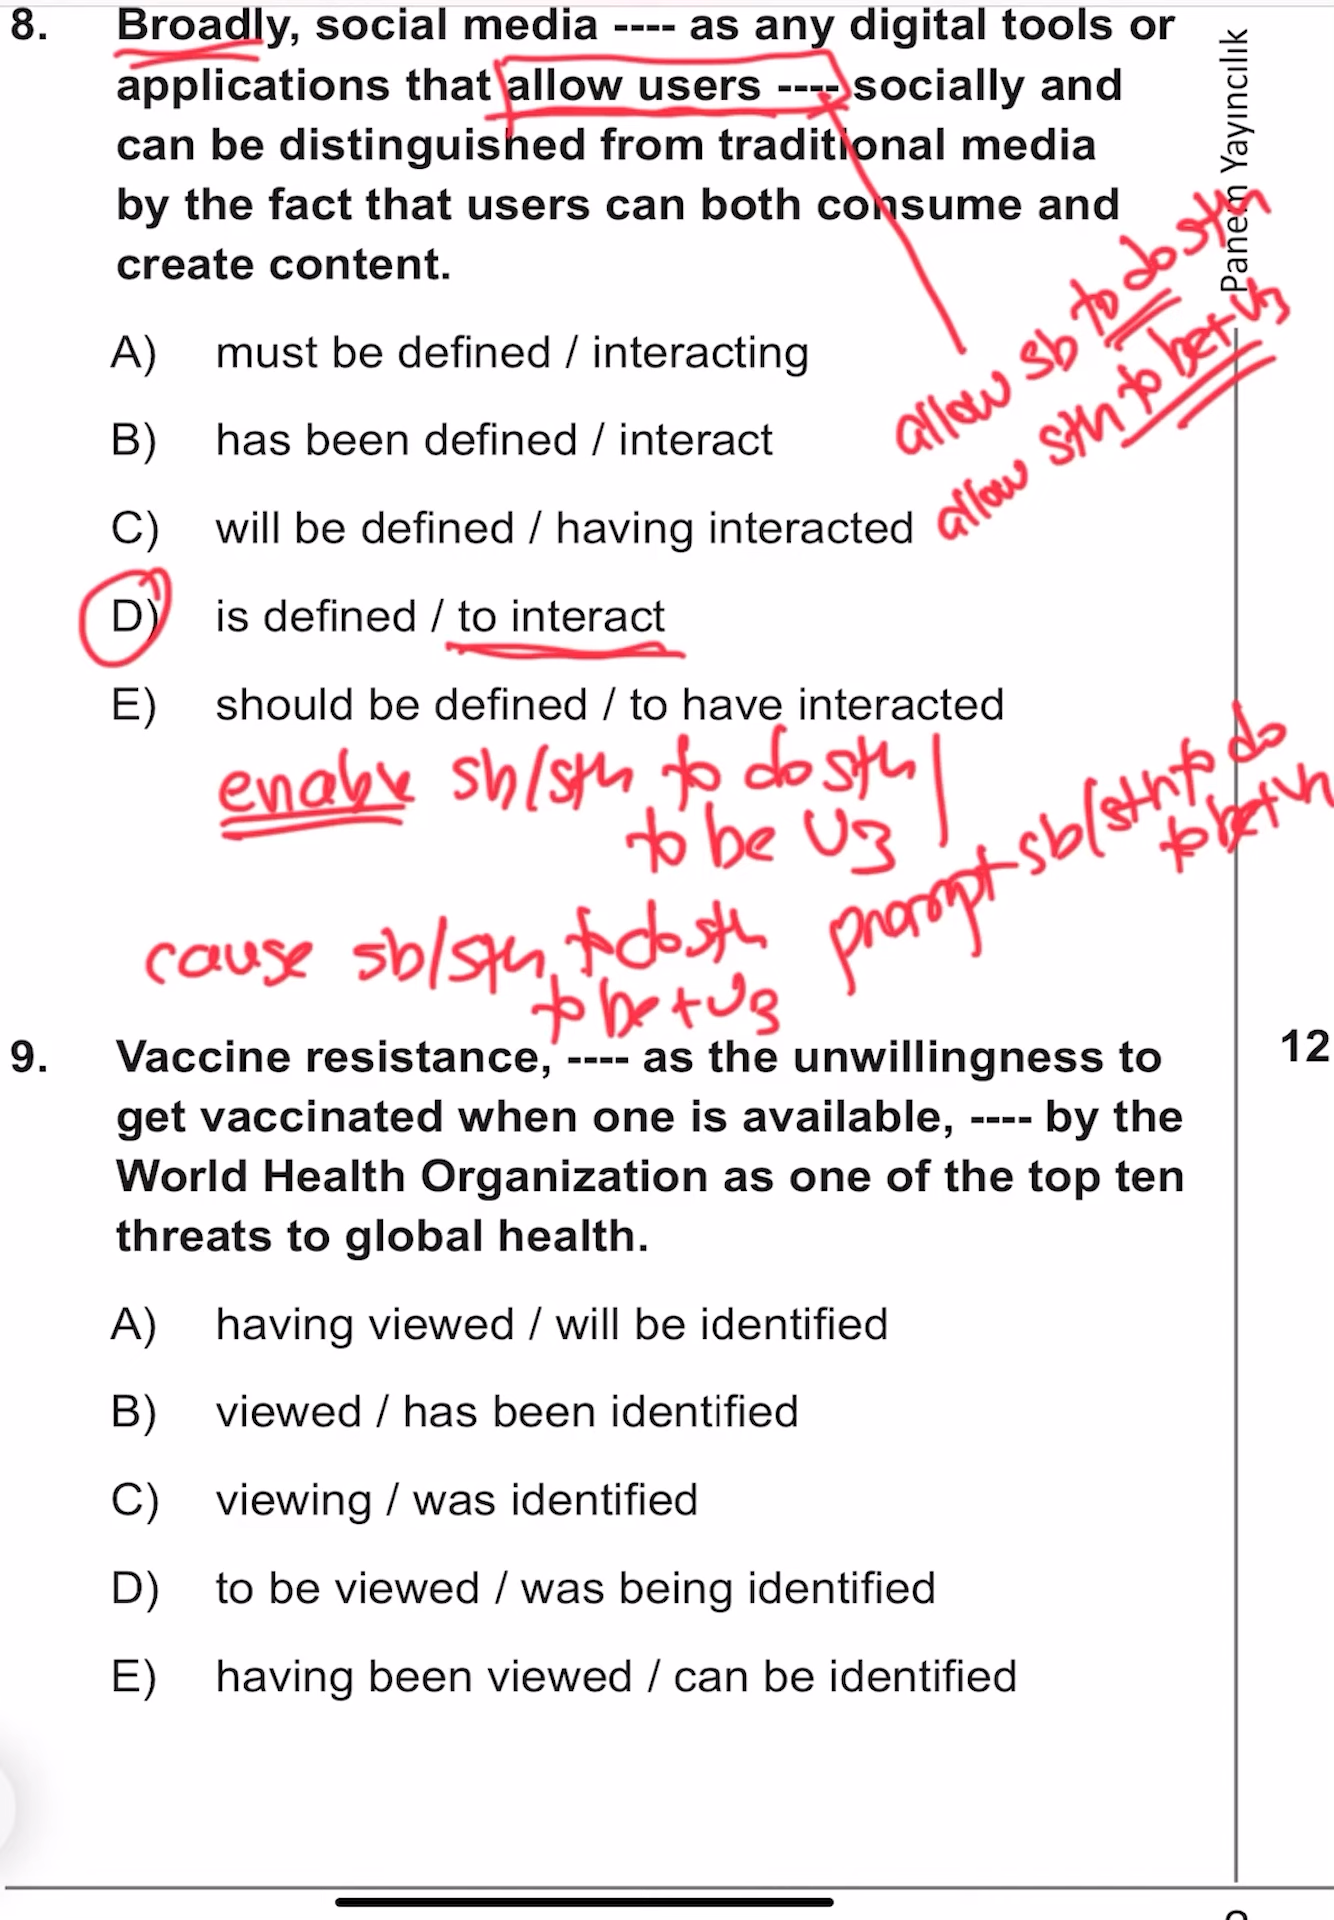 8. Broadly, social media ---- as any digital tools or
applications that allow users ---- socially and
can be distinguished from traditional media
by the fact that users can both consume and
create content.
A) must be defined / interacting
B) has been defined / interact
C) will be defined / having interacted
D) is defined / to interact
E) should be defined / to have interacted
Panem Yayıncılık
allow sb to do sth
allow sth to be+V3
enable sb/sth to do sth
to be V3
prompt sb/sth to do
to be+V3
cause sb/sth to do sth
to be+V3
9. Vaccine resistance, ---- as the unwillingness to
get vaccinated when one is available, ---- by the
World Health Organization as one of the top ten
threats to global health.
A) having viewed / will be identified
B) viewed / has been identified
C) viewing / was identified
D) to be viewed / was being identified
E) having been viewed / can be identified
12